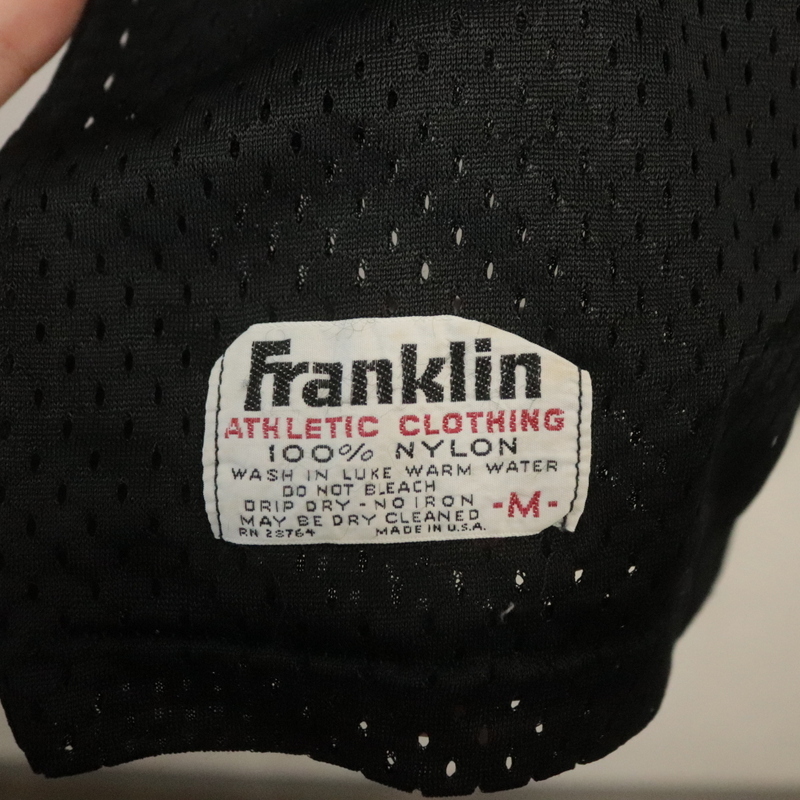 Franklin
ATHLETIC CLOTHING
100% NYLON
WASH IN LUKE WARM WATER
DO NOT BLEACH
DRIP DRY - NO IRON
-M-
MAY BE DRY CLEANED
RN 28764 MADE IN U.S.A.